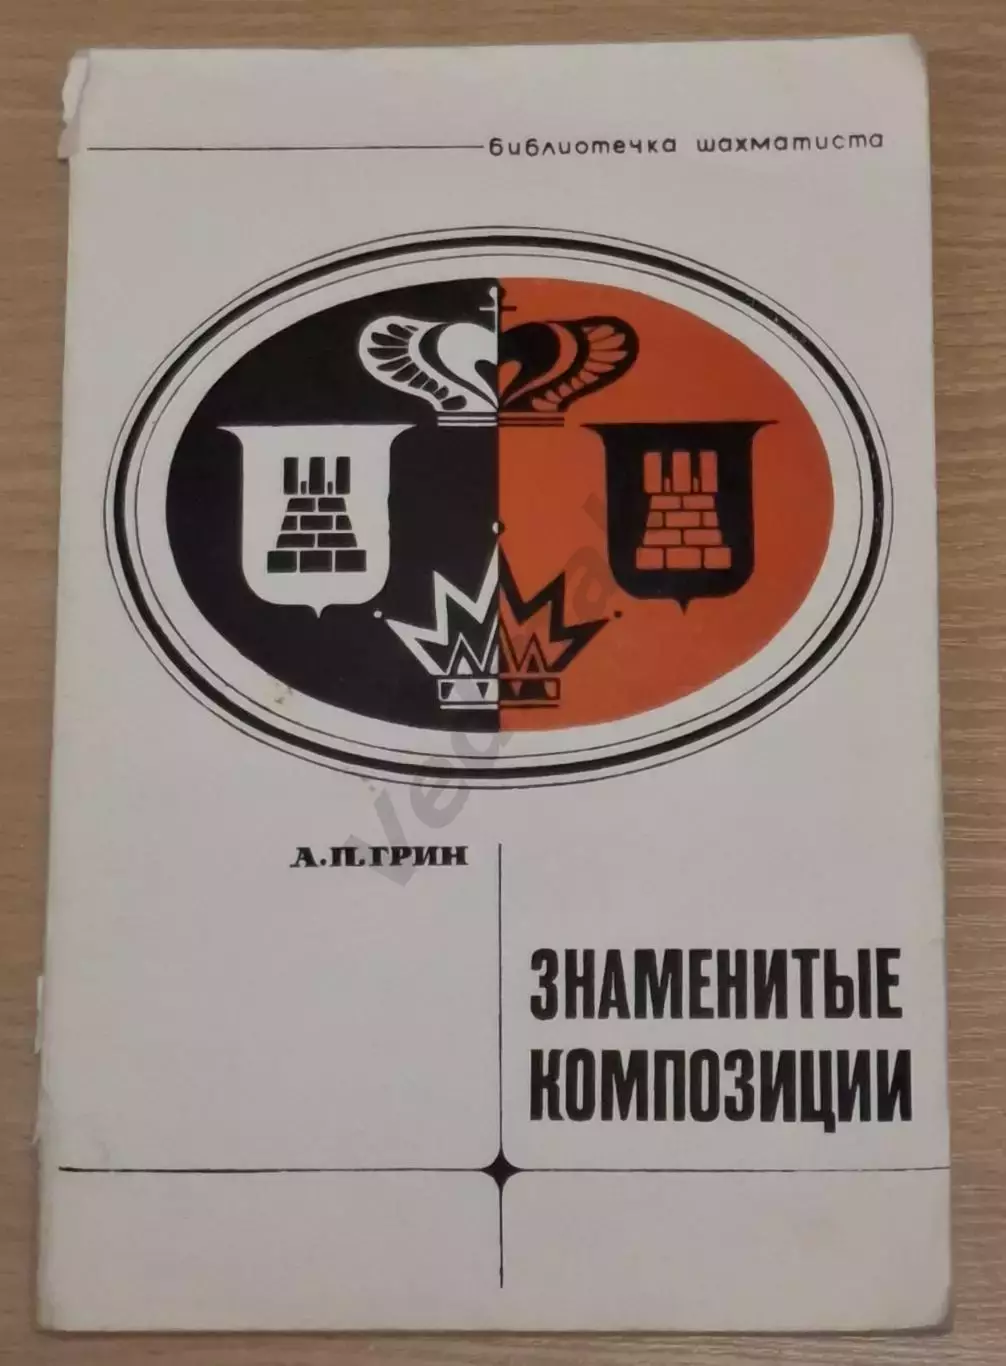 библиотечка шахматиста
А.П.ГРИН
ЗНАМЕНИТЫЕ
КОМПОЗИЦИИ